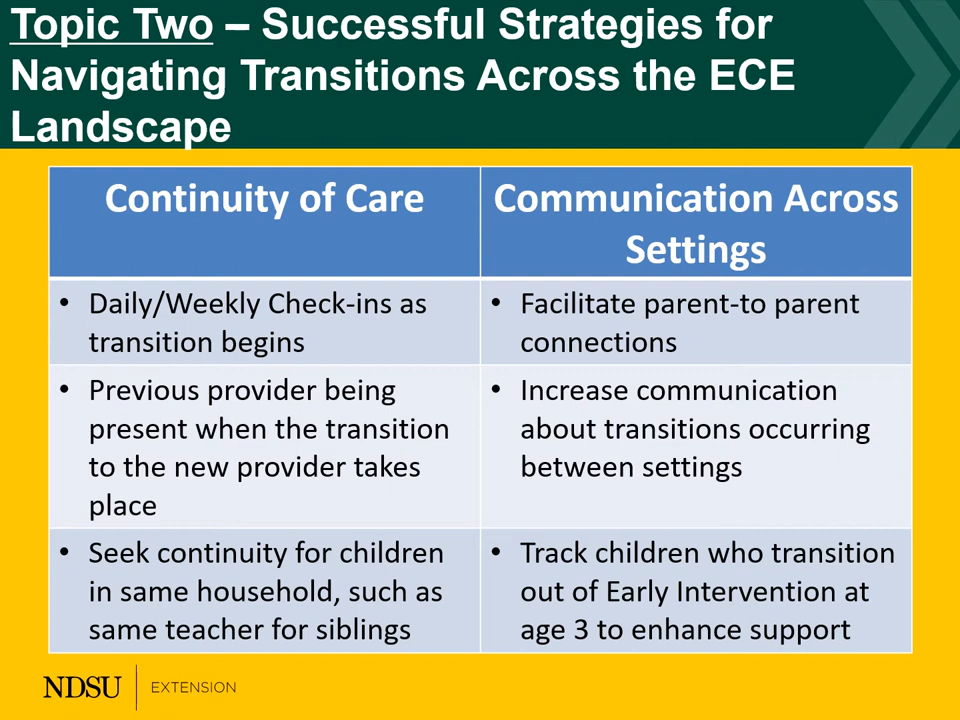 Topic Two – Successful Strategies for
Navigating Transitions Across the ECE
Landscape
Continuity of Care
Communication Across
Settings
• Daily/Weekly Check-ins as
transition begins
• Facilitate parent-to parent
connections
• Previous provider being
present when the transition
to the new provider takes
place
• Increase communication
about transitions occurring
between settings
• Seek continuity for children
in same household, such as
same teacher for siblings
• Track children who transition
out of Early Intervention at
age 3 to enhance support
NDSU EXTENSION